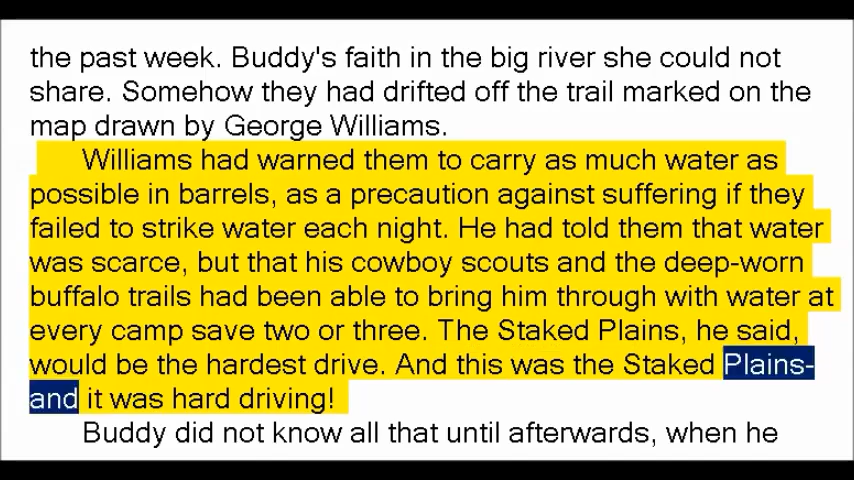 the past week. Buddy's faith in the big river she could not
share. Somehow they had drifted off the trail marked on the
map drawn by George Williams.
Williams had warned them to carry as much water as
possible in barrels, as a precaution against suffering if they
failed to strike water each night. He had told them that water
was scarce, but that his cowboy scouts and the deep-worn
buffalo trails had been able to bring him through with water at
every camp save two or three. The Staked Plains, he said,
would be the hardest drive. And this was the Staked Plains-
and it was hard driving!
Buddy did not know all that until afterwards, when he